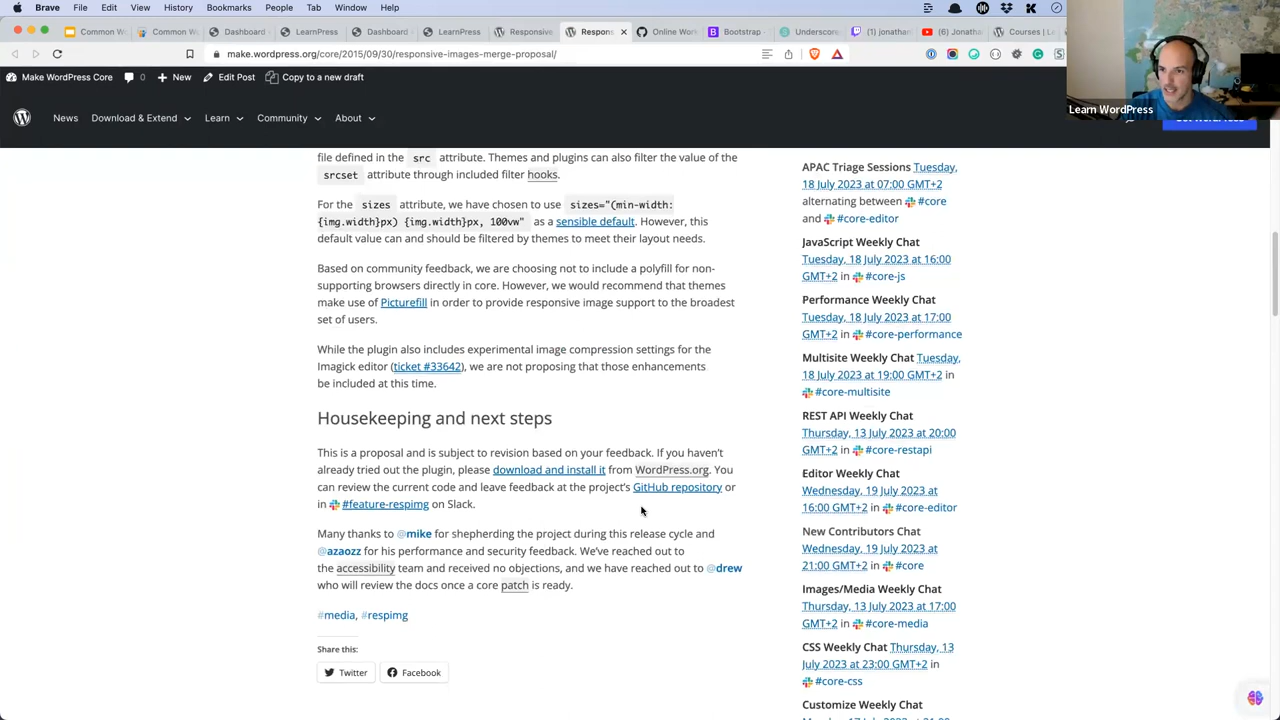 Brave File Edit View History Bookmarks People Tab Window Help
Common W
Common W
Dashboard
LearnPress
Dashboard
LearnPress
Responsive
Respons
Online Wor
Bootstrap
Underscore
(1) jonathan
(6) Jonatha
Courses | Le
make.wordpress.org/core/2015/09/30/responsive-images-merge-proposal/
Make WordPress Core 0 New Edit Post Copy to a new draft
Learn WordPress
News Download & Extend Learn Community About
file defined in the src attribute. Themes and plugins can also filter the value of the
srcset attribute through included filter hooks.
For the sizes attribute, we have chosen to use sizes="(min-width:
{img.width}px) {img.width}px, 100vw" as a sensible default. However, this
default value can and should be filtered by themes to meet their layout needs.
Based on community feedback, we are choosing not to include a polyfill for non-
supporting browsers directly in core. However, we would recommend that themes
make use of Picturefill in order to provide responsive image support to the broadest
set of users.
While the plugin also includes experimental image compression settings for the
Imagick editor (ticket #33642), we are not proposing that those enhancements
be included at this time.
Housekeeping and next steps
This is a proposal and is subject to revision based on your feedback. If you haven't
already tried out the plugin, please download and install it from WordPress.org. You
can review the current code and leave feedback at the project's GitHub repository or
in #feature-respimg on Slack.
Many thanks to @mike for shepherding the project during this release cycle and
@azaozz for his performance and security feedback. We've reached out to
the accessibility team and received no objections, and we have reached out to @drew
who will review the docs once a core patch is ready.
#media, #respimg
Share this:
Twitter Facebook
APAC Triage Sessions Tuesday,
18 July 2023 at 07:00 GMT+2
alternating between #core
and #core-editor
JavaScript Weekly Chat
Tuesday, 18 July 2023 at 16:00
GMT+2 in #core-js
Performance Weekly Chat
Tuesday, 18 July 2023 at 17:00
GMT+2 in #core-performance
Multisite Weekly Chat Tuesday,
18 July 2023 at 19:00 GMT+2 in
#core-multisite
REST API Weekly Chat
Thursday, 13 July 2023 at 20:00
GMT+2 in #core-restapi
Editor Weekly Chat
Wednesday, 19 July 2023 at
16:00 GMT+2 in #core-editor
New Contributors Chat
Wednesday, 19 July 2023 at
21:00 GMT+2 in #core
Images/Media Weekly Chat
Thursday, 13 July 2023 at 17:00
GMT+2 in #core-media
CSS Weekly Chat Thursday, 13
July 2023 at 23:00 GMT+2 in
#core-css
Customize Weekly Chat